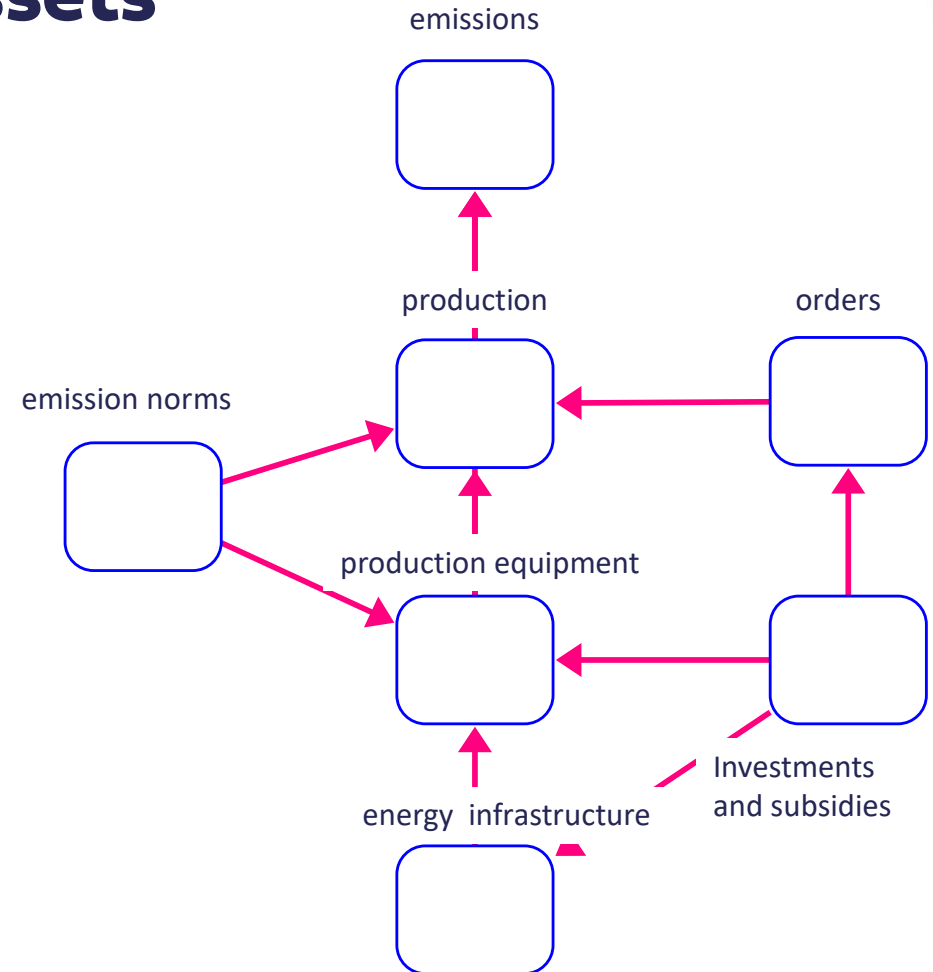 emissions
production
orders
emission norms
production equipment
Investments
and subsidies
energy infrastructure